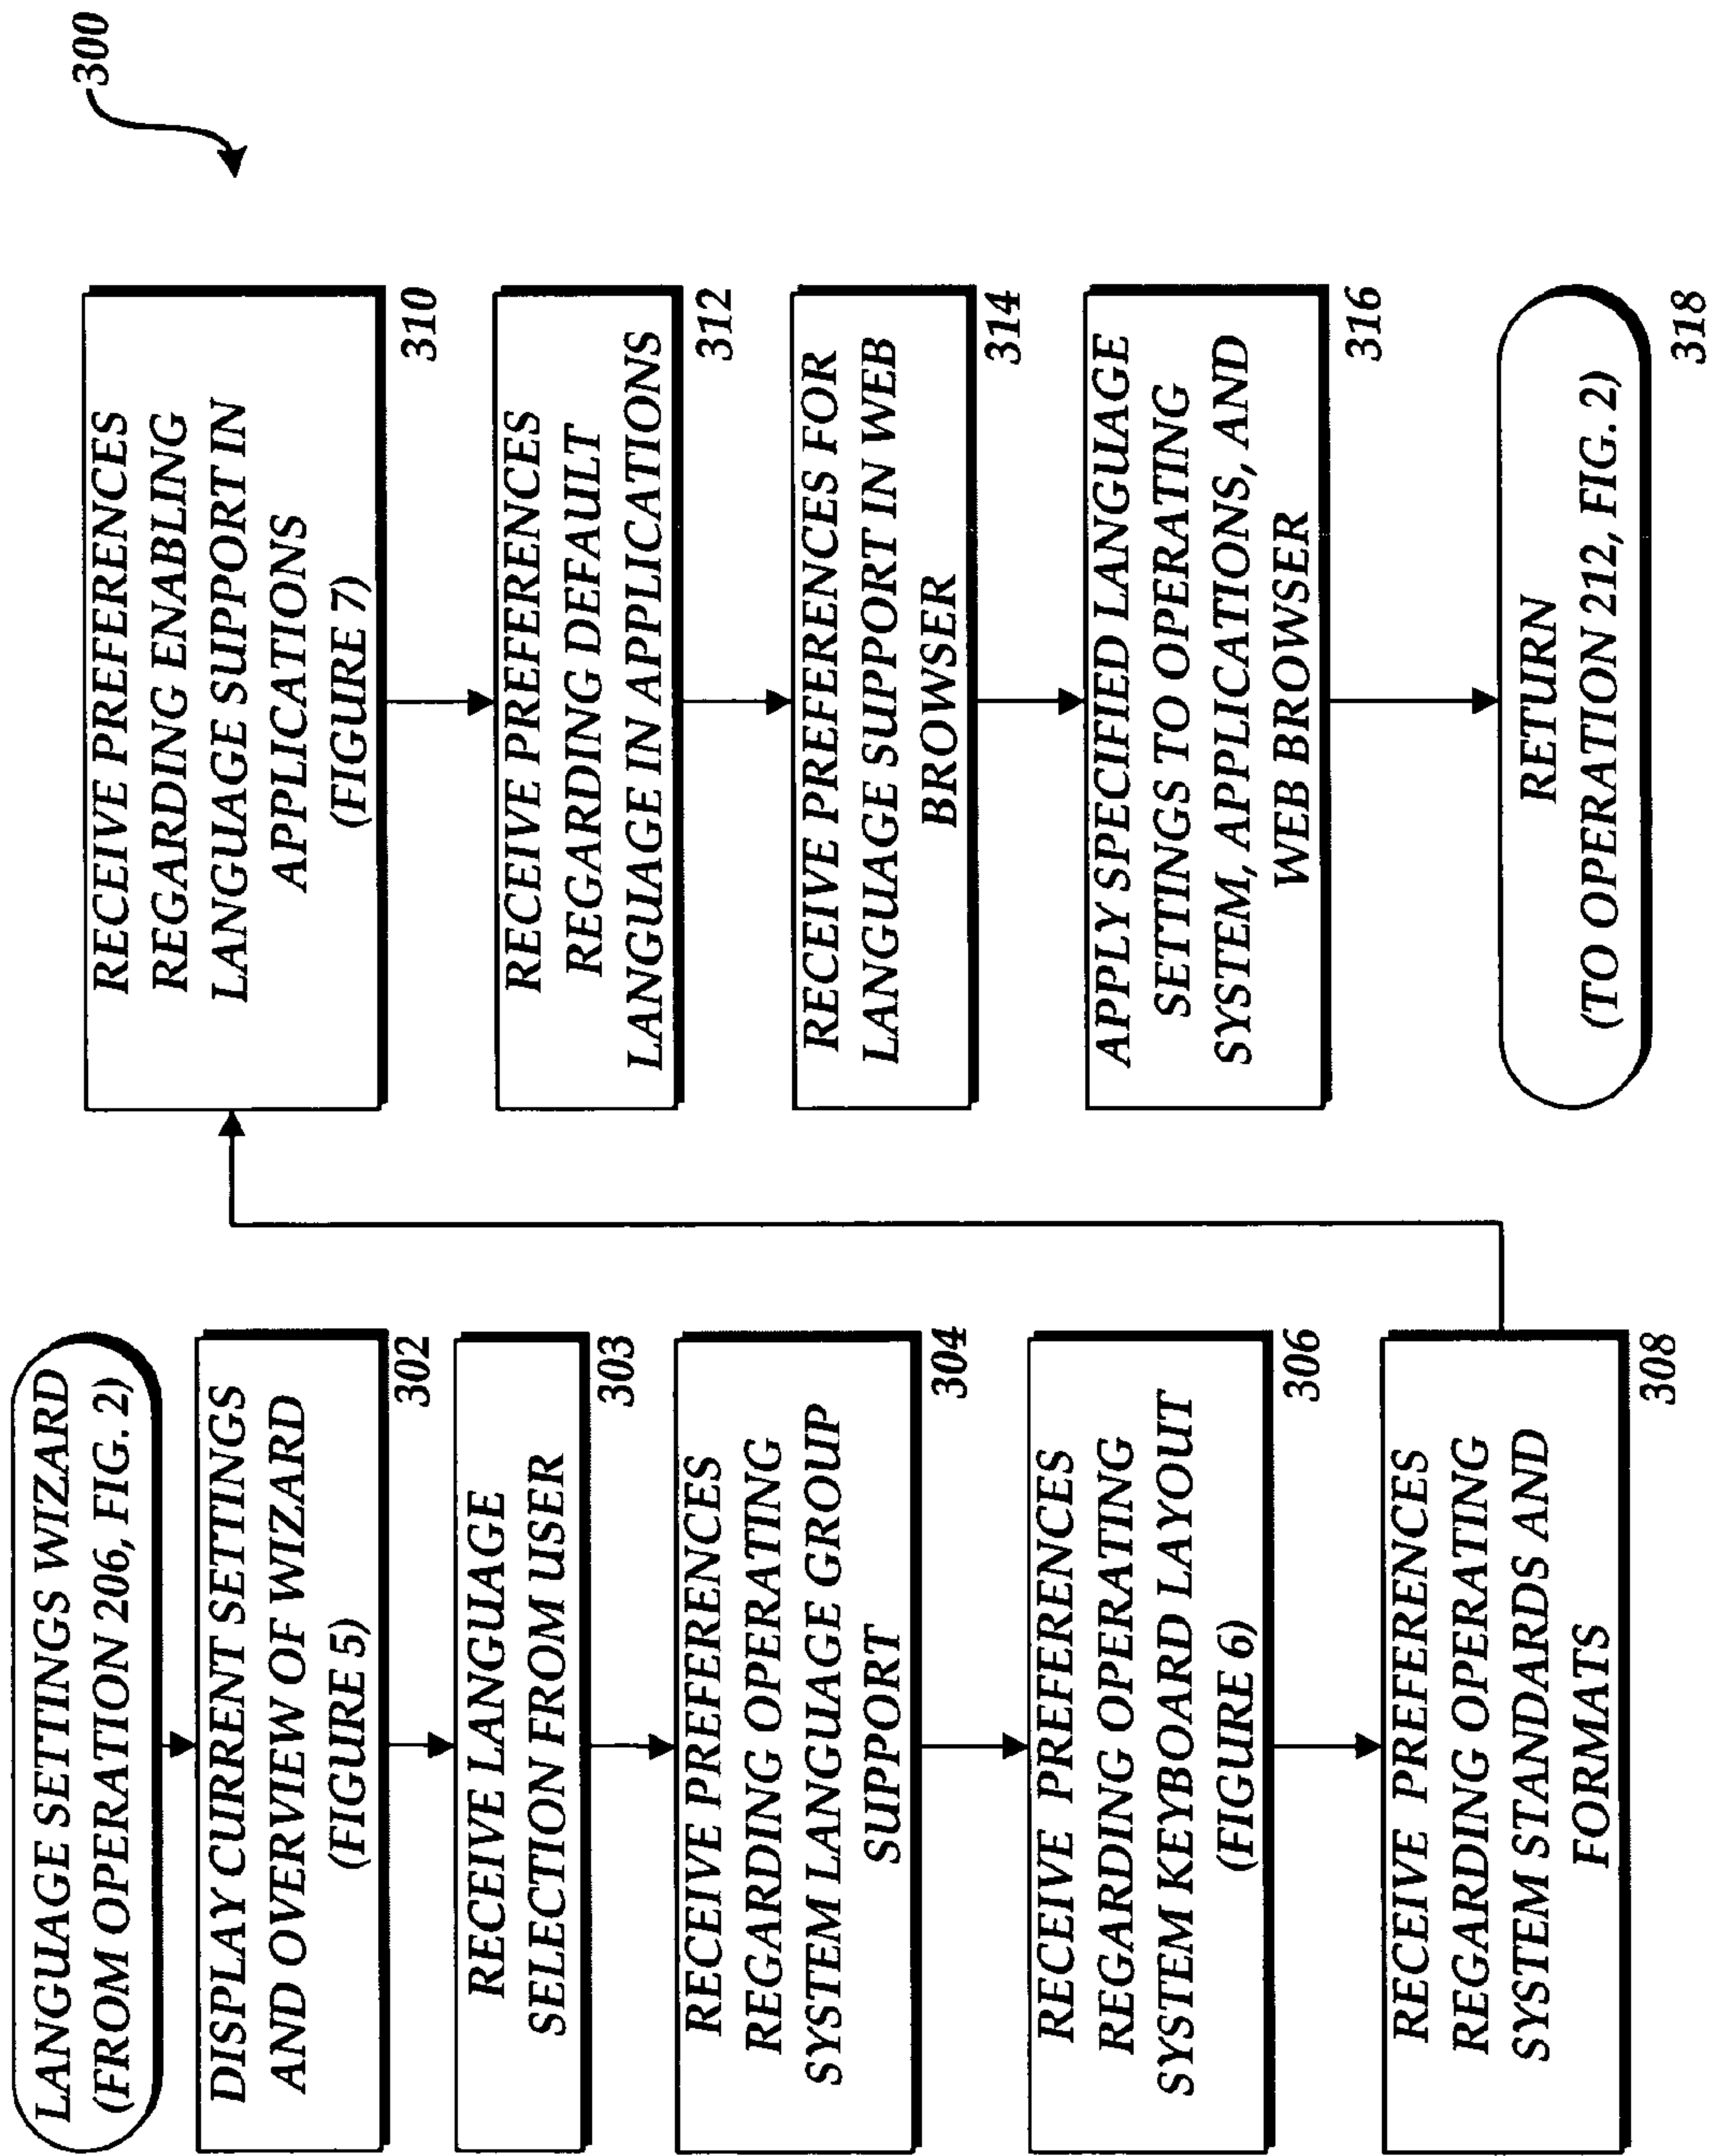 300
LANGUAGE SETTINGS WIZARD
(FROM OPERATION 206, FIG. 2)
DISPLAY CURRENT SETTINGS
AND OVERVIEW OF WIZARD
(FIGURE 5)
302
RECEIVE LANGUAGE
SELECTION FROM USER
303
RECEIVE PREFERENCES
REGARDING OPERATING
SYSTEM LANGUAGE GROUP
SUPPORT
304
RECEIVE PREFERENCES
REGARDING OPERATING
SYSTEM KEYBOARD LAYOUT
(FIGURE 6)
306
RECEIVE PREFERENCES
REGARDING OPERATING
SYSTEM STANDARDS AND
FORMATS
308
RECEIVE PREFERENCES
REGARDING ENABLING
LANGUAGE SUPPORT IN
APPLICATIONS
(FIGURE 7)
310
RECEIVE PREFERENCES
REGARDING DEFAULT
LANGUAGE IN APPLICATIONS
312
RECEIVE PREFERENCES FOR
LANGUAGE SUPPORT IN WEB
BROWSER
314
APPLY SPECIFIED LANGUAGE
SETTINGS TO OPERATING
SYSTEM, APPLICATIONS, AND
WEB BROWSER
316
RETURN
(TO OPERATION 212, FIG. 2)
318